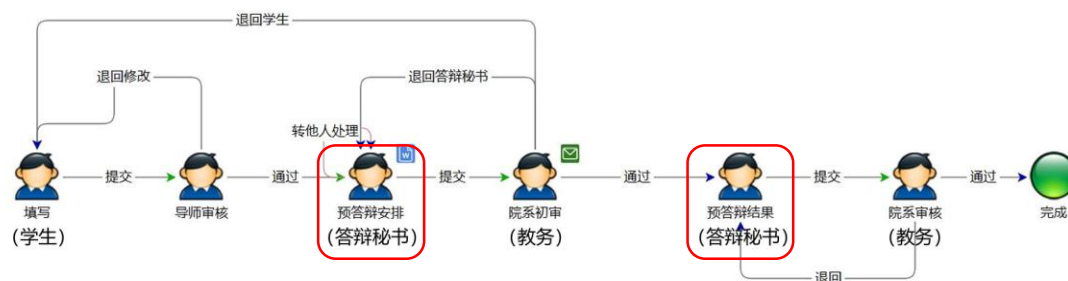 退回学生
退回修改
退回答辩秘书
转他人处理
W
提交
通过
提交
通过
提交
通过
填写
导师审核
预答辩安排
院系初审
预答辩结果
院系审核
完成
(学生)
(答辩秘书)
(教务)
(答辩秘书)
(教务)
退回